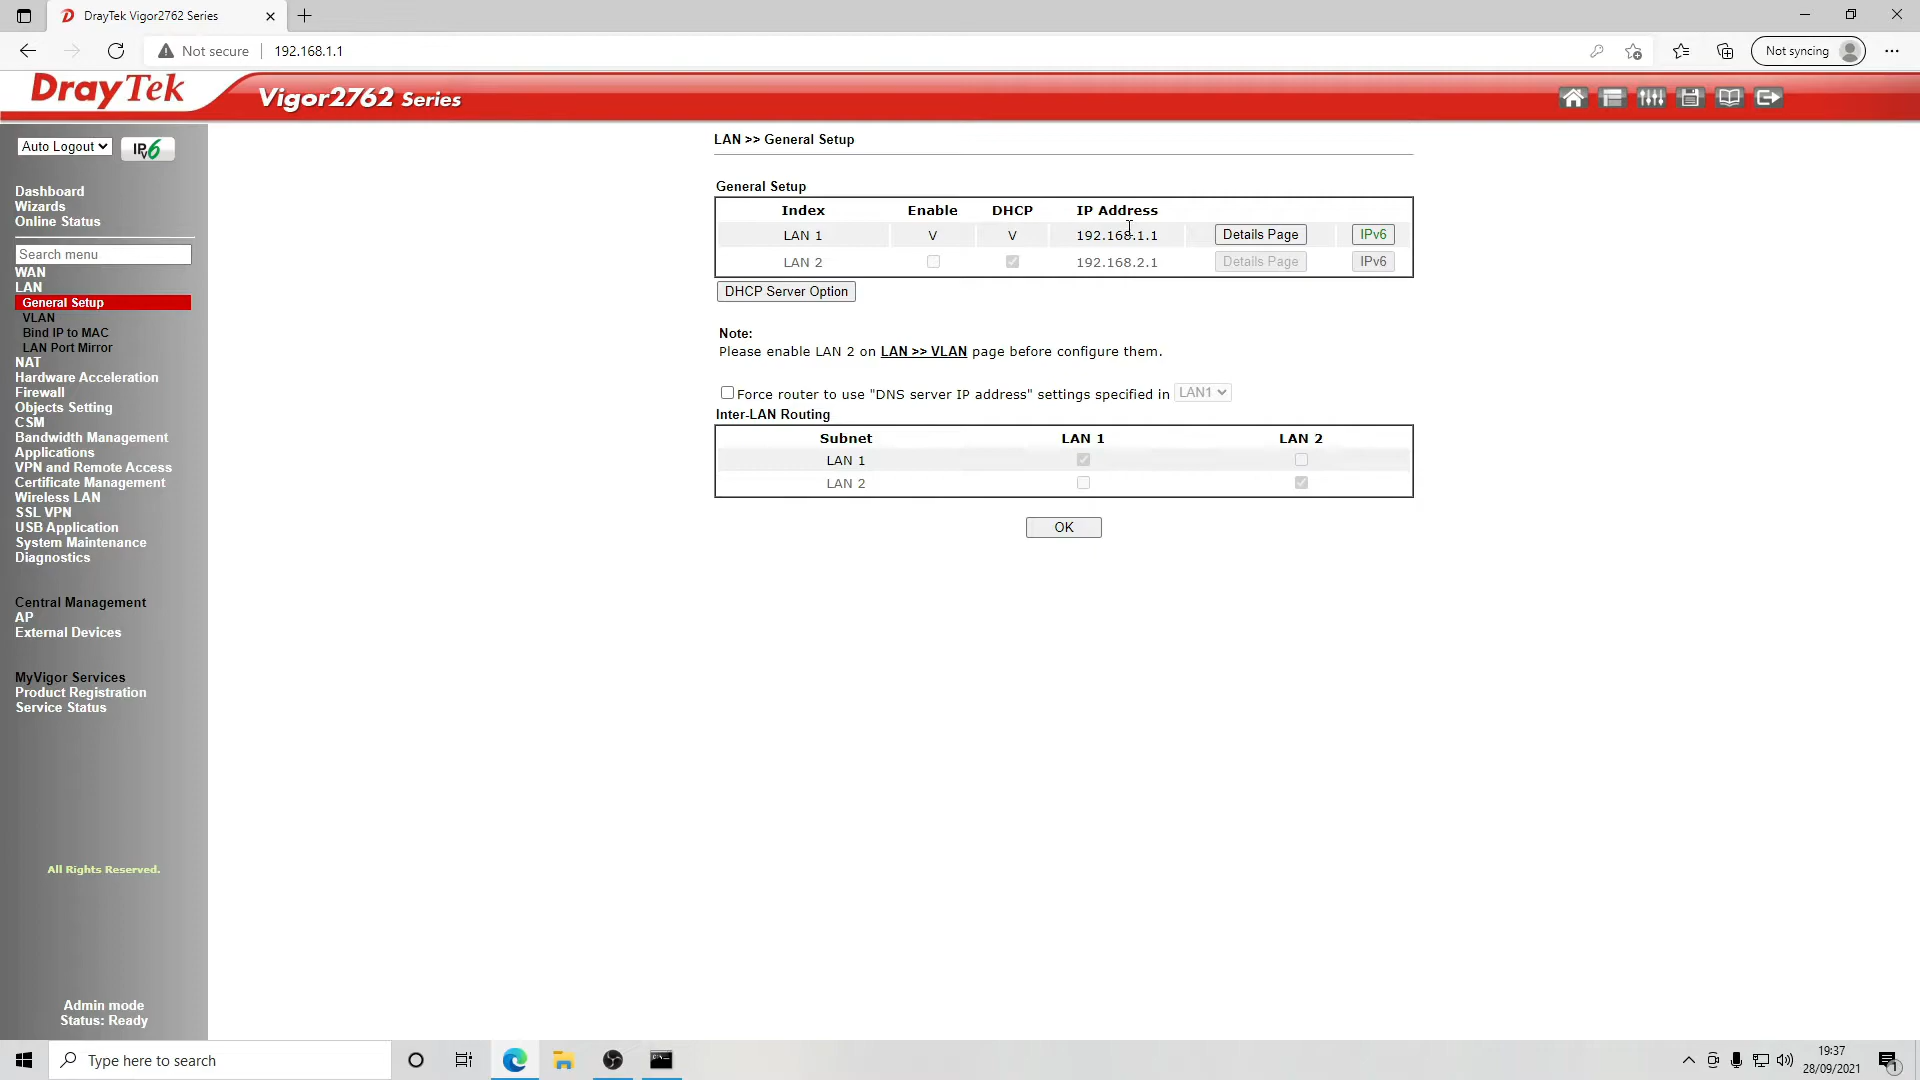 DrayTek Vigor2762 Series
Not secure
192.168.1.1
Not syncing
DrayTek
Vigor2762 Series
Auto Logout
IPv6
Dashboard
Wizards
Online Status
Search menu
WAN
LAN
General Setup
VLAN
Bind IP to MAC
LAN Port Mirror
NAT
Hardware Acceleration
Firewall
Objects Setting
CSM
Bandwidth Management
Applications
VPN and Remote Access
Certificate Management
Wireless LAN
SSL VPN
USB Application
System Maintenance
Diagnostics
Central Management
AP
External Devices
MyVigor Services
Product Registration
Service Status
All Rights Reserved.
Admin mode
Status: Ready
LAN >> General Setup
General Setup
Index Enable DHCP IP Address
LAN 1 V V 192.168.1.1 Details Page IPv6
LAN 2 192.168.2.1 Details Page IPv6
DHCP Server Option
Note:
Please enable LAN 2 on LAN >> VLAN page before configure them.
Force router to use "DNS server IP address" settings specified in LAN1
Inter-LAN Routing
Subnet LAN 1 LAN 2
LAN 1
LAN 2
OK
Type here to search
19:37
28/09/2021
1